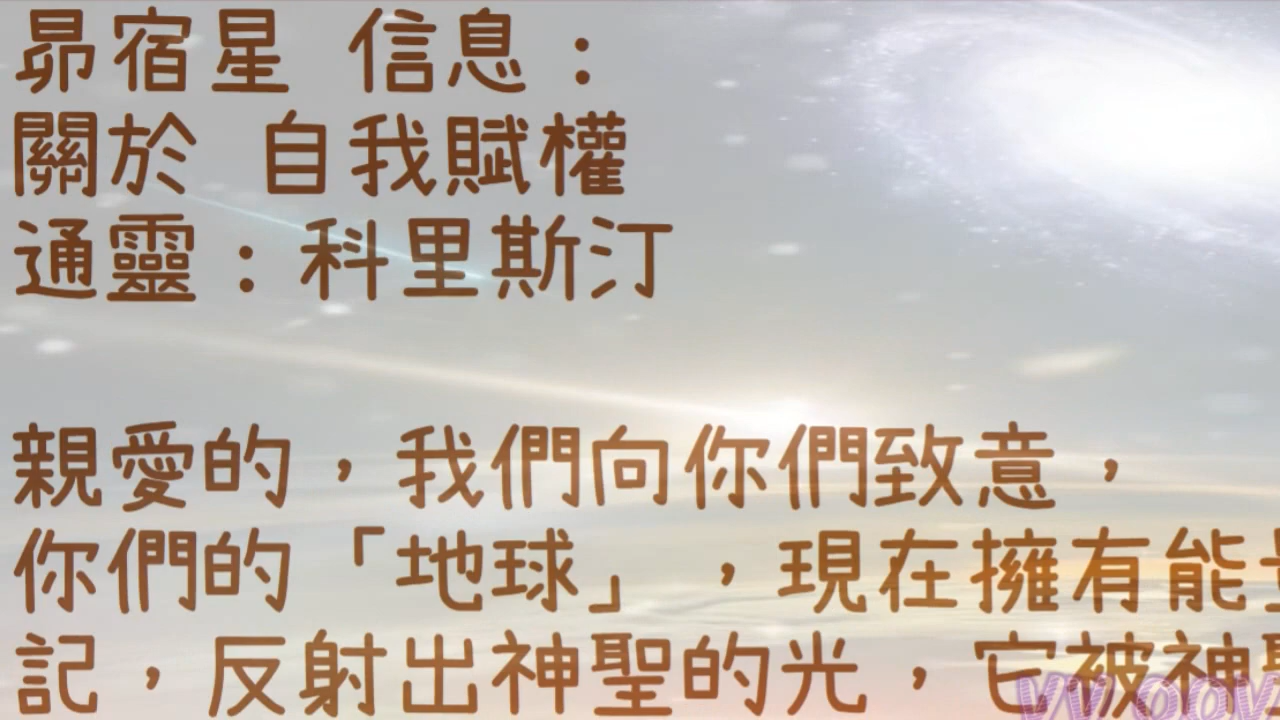 昴宿星 信息：
關於 自我賦權
通靈：科里斯汀
親愛的，我們向你們致意，
你們的「地球」，現在擁有能
記，反射出神聖的光，它被神